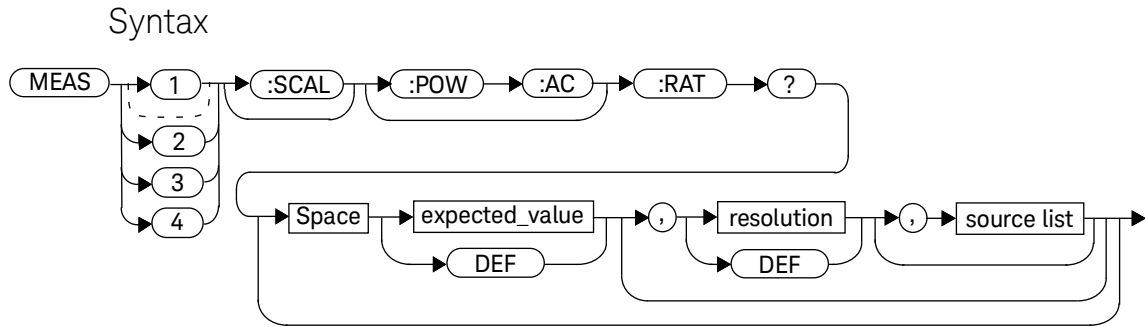 Syntax
MEAS 1 :SCAL :POW :AC :RAT ?
2
3
4
Space expected_value , resolution , source list
DEF DEF